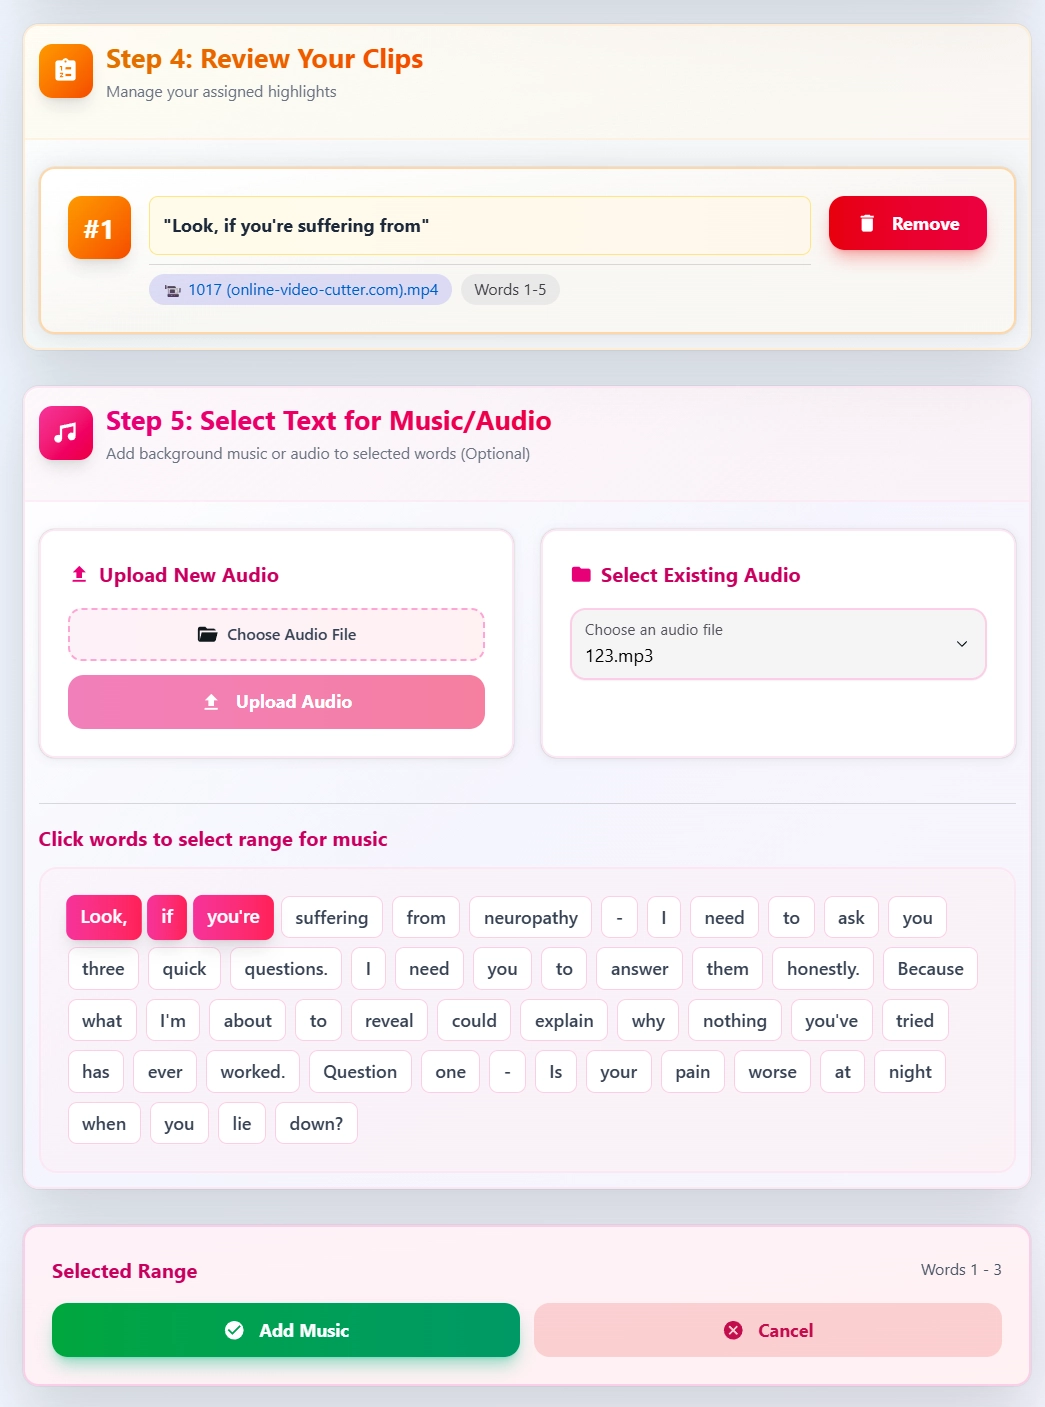 Step 4: Review Your Clips
Manage your assigned highlights
#1
"Look, if you're suffering from"
Remove
1017 (online-video-cutter.com).mp4
Words 1-5
Step 5: Select Text for Music/Audio
Add background music or audio to selected words (Optional)
Upload New Audio
Choose Audio File
Upload Audio
Select Existing Audio
Choose an audio file
123.mp3
Click words to select range for music
Look, if you're suffering from neuropathy - I need to ask you
three quick questions. I need you to answer them honestly. Because
what I'm about to reveal could explain why nothing you've tried
has ever worked. Question one - Is your pain worse at night
when you lie down?
Selected Range
Words 1 - 3
Add Music
Cancel